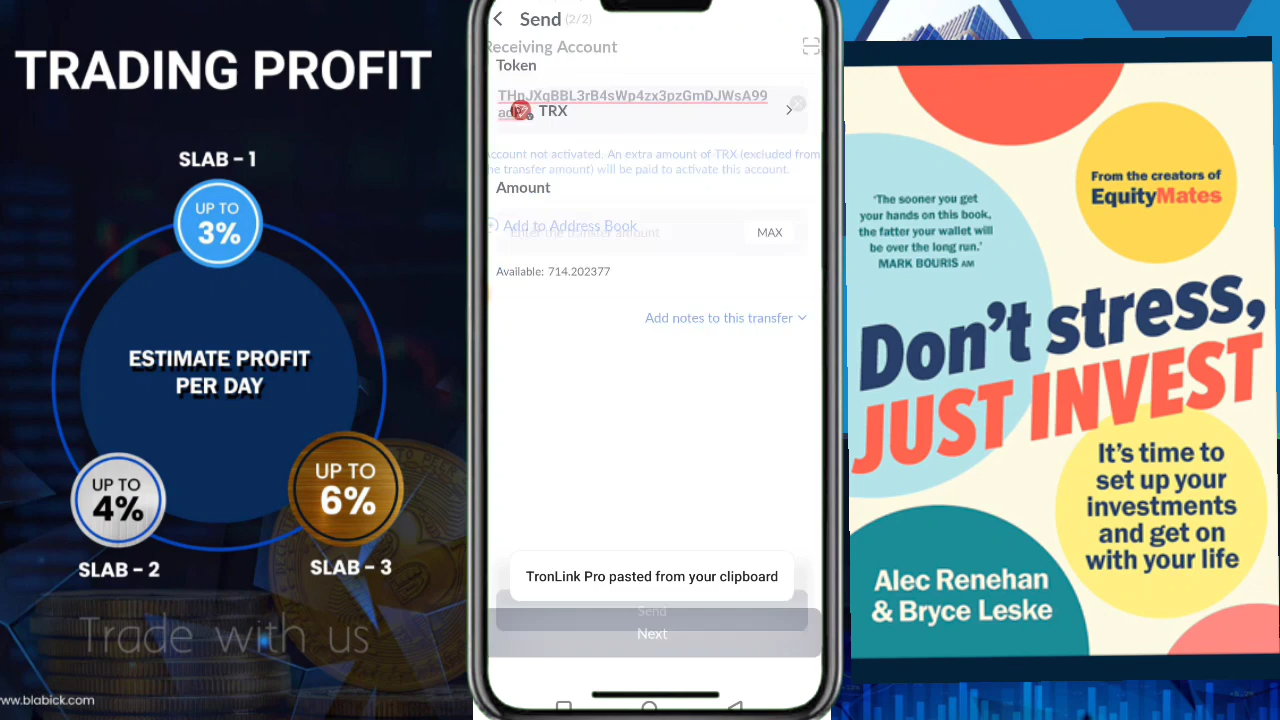 TRADING PROFIT
SLAB – 1
UP TO
3%
ESTIMATE PROFIT
PER DAY
UP TO
4%
SLAB – 2
UP TO
6%
SLAB – 3
Trade with us
ww.blabick.com
Send (2/2)
Receiving Account
Token
THnJXqBBL3rB4sWp4zx3pzGmDJWsA99
TRX
ccount not activated. An extra amount of TRX (excluded from
he transfer amount) will be paid to activate this account.
Amount
Add to Address Book
Enter the transfer amount
MAX
Available: 714.202377
Add notes to this transfer
TronLink Pro pasted from your clipboard
Send
Next
From the creators of
EquityMates
'The sooner you get
your hands on this book,
the fatter your wallet will
be over the long run.'
MARK BOURIS AM
Don't stress,
JUST INVEST
It's time to
set up your
investments
and get on
with your life
Alec Renehan
& Bryce Leske